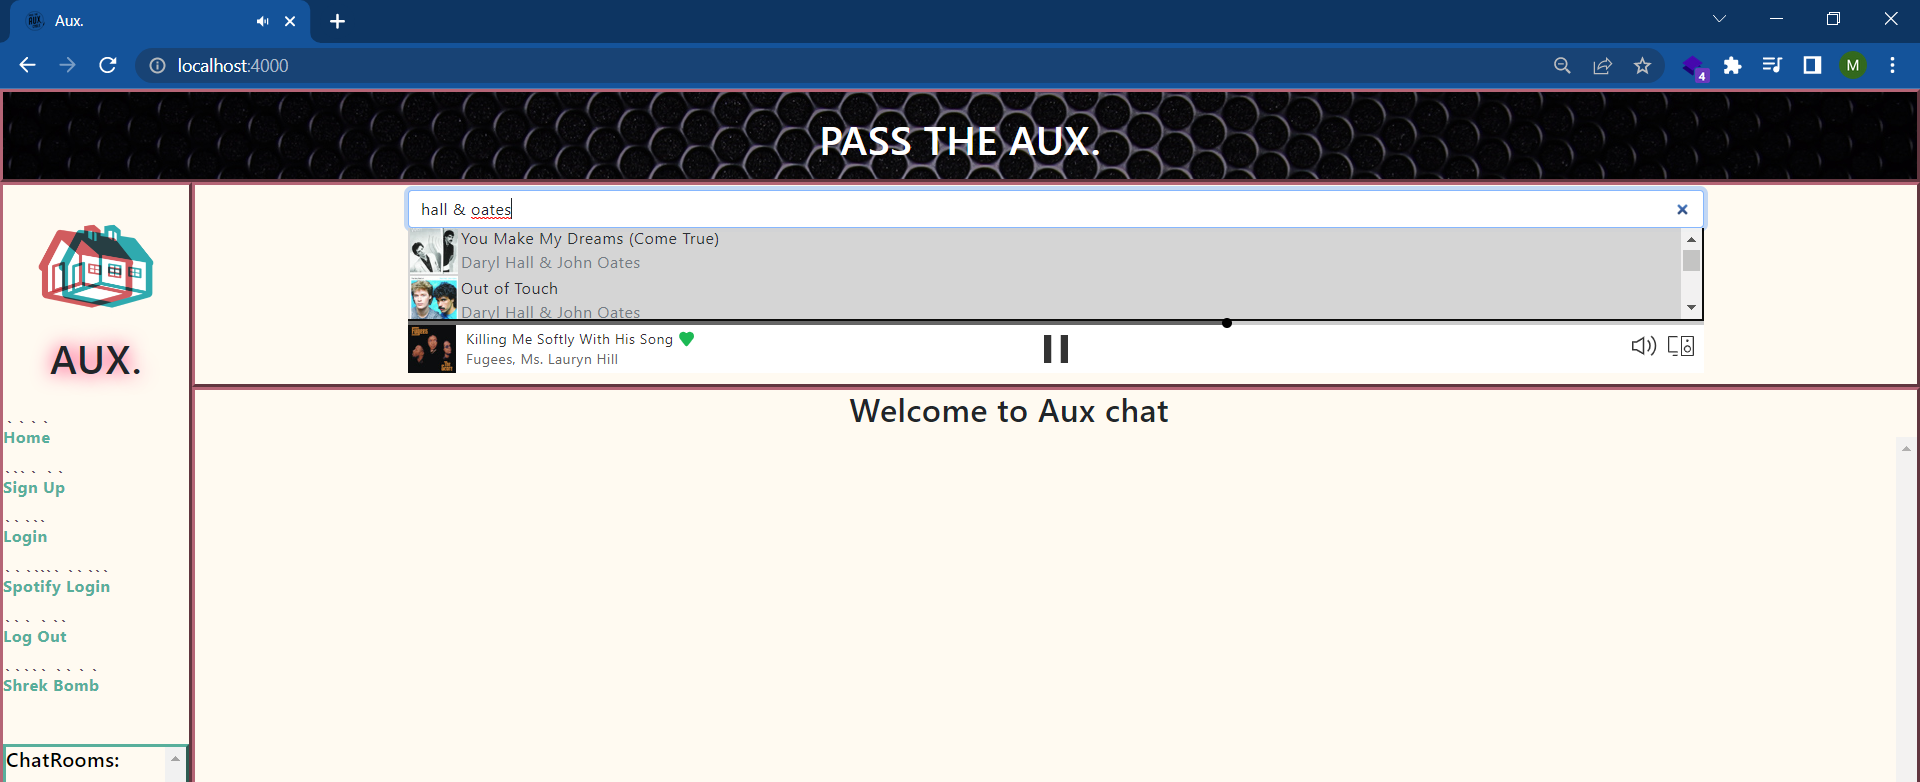 Aux.
localhost:4000
4
M
PASS THE AUX.
AUX.
Home
Sign Up
Login
Spotify Login
Log Out
Shrek Bomb
ChatRooms:
hall & oates
You Make My Dreams (Come True)
Daryl Hall & John Oates
Out of Touch
Daryl Hall & John Oates
Killing Me Softly With His Song
Fugees, Ms. Lauryn Hill
Welcome to Aux chat